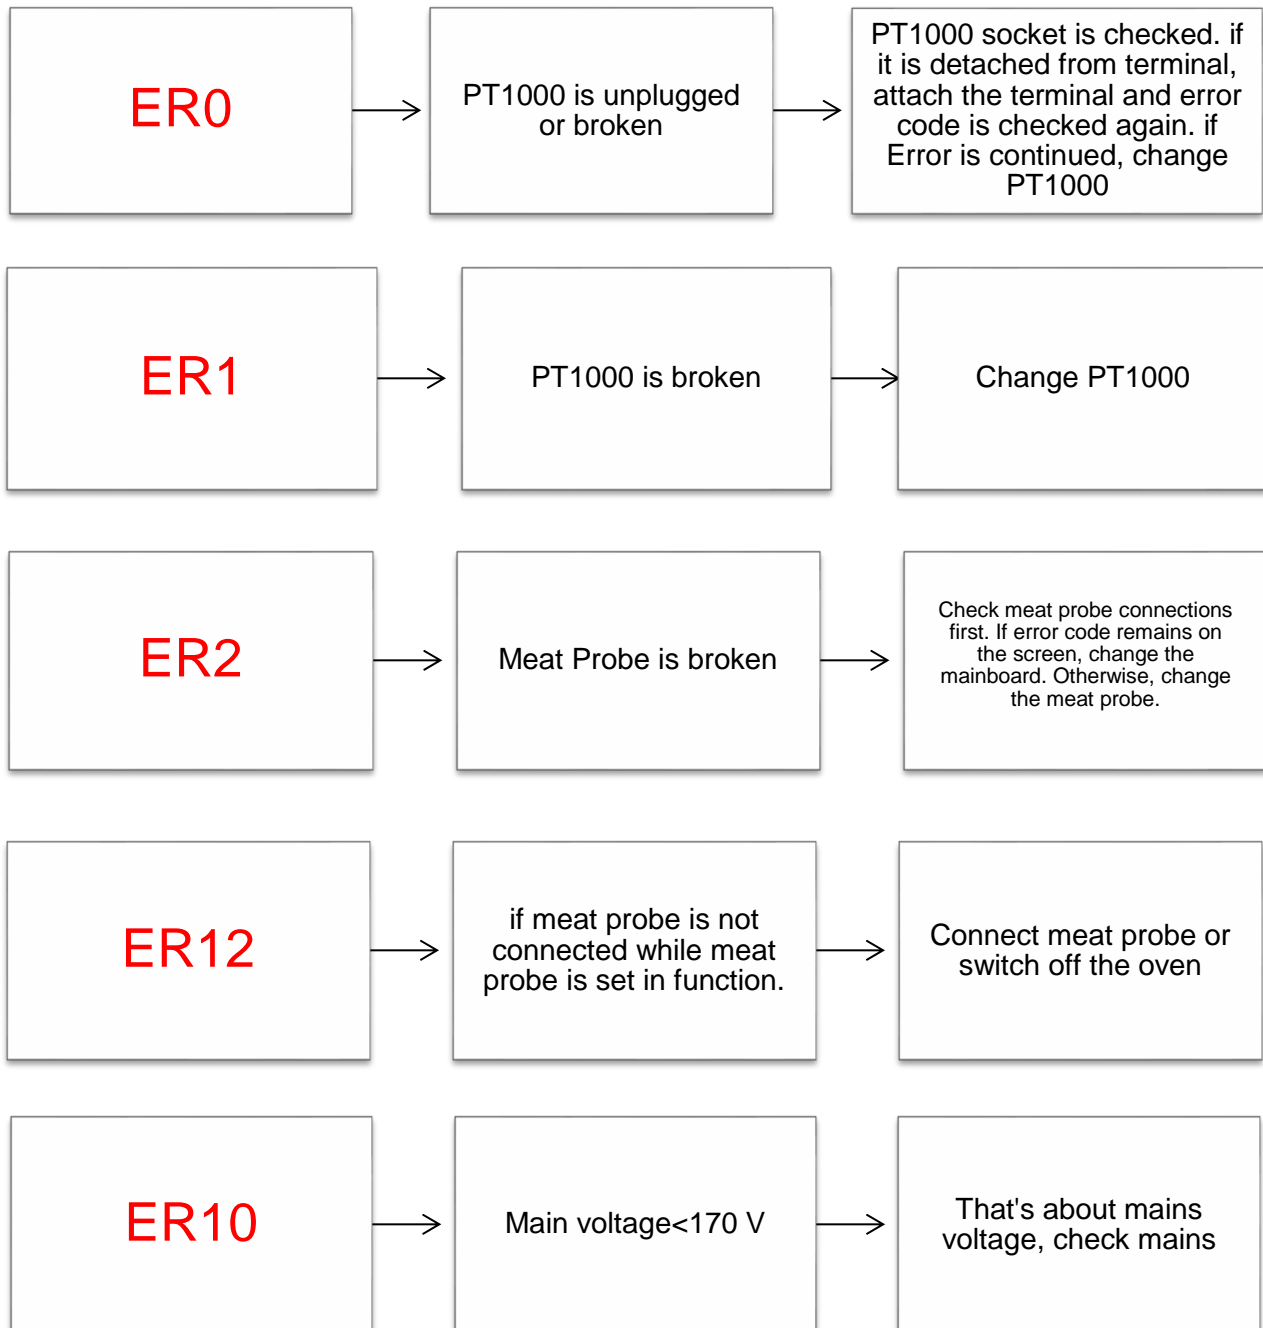 ER0
PT1000 is unplugged
or broken
PT1000 socket is checked. if
it is detached from terminal,
attach the terminal and error
code is checked again. if
Error is continued, change
PT1000
ER1
PT1000 is broken
Change PT1000
ER2
Meat Probe is broken
Check meat probe connections
first. If error code remains on
the screen, change the
mainboard. Otherwise, change
the meat probe.
ER12
if meat probe is not
connected while meat
probe is set in function.
Connect meat probe or
switch off the oven
ER10
Main voltage<170 V
That's about mains
voltage, check mains